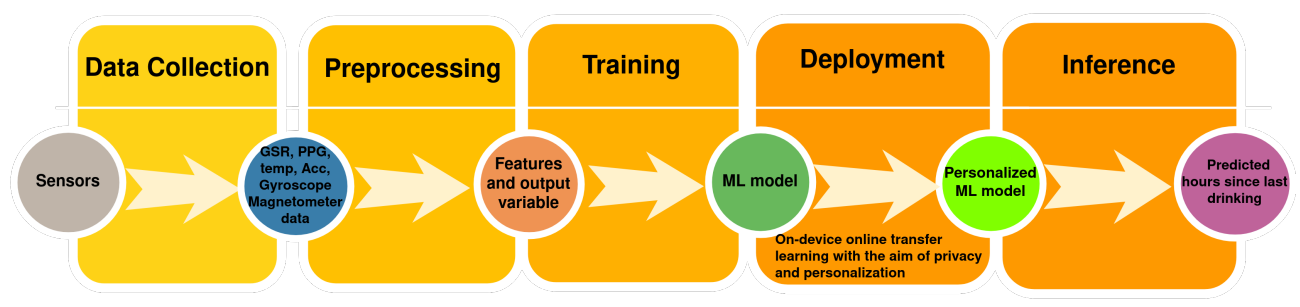 Data Collection
Preprocessing
Training
Deployment
Inference
Sensors
GSR, PPG,
temp, Acc,
Gyroscope
Magnetometer
data
Features
and output
variable
ML model
Personalized
ML model
Predicted
hours since last
drinking
On-device online transfer
learning with the aim of privacy
and personalization